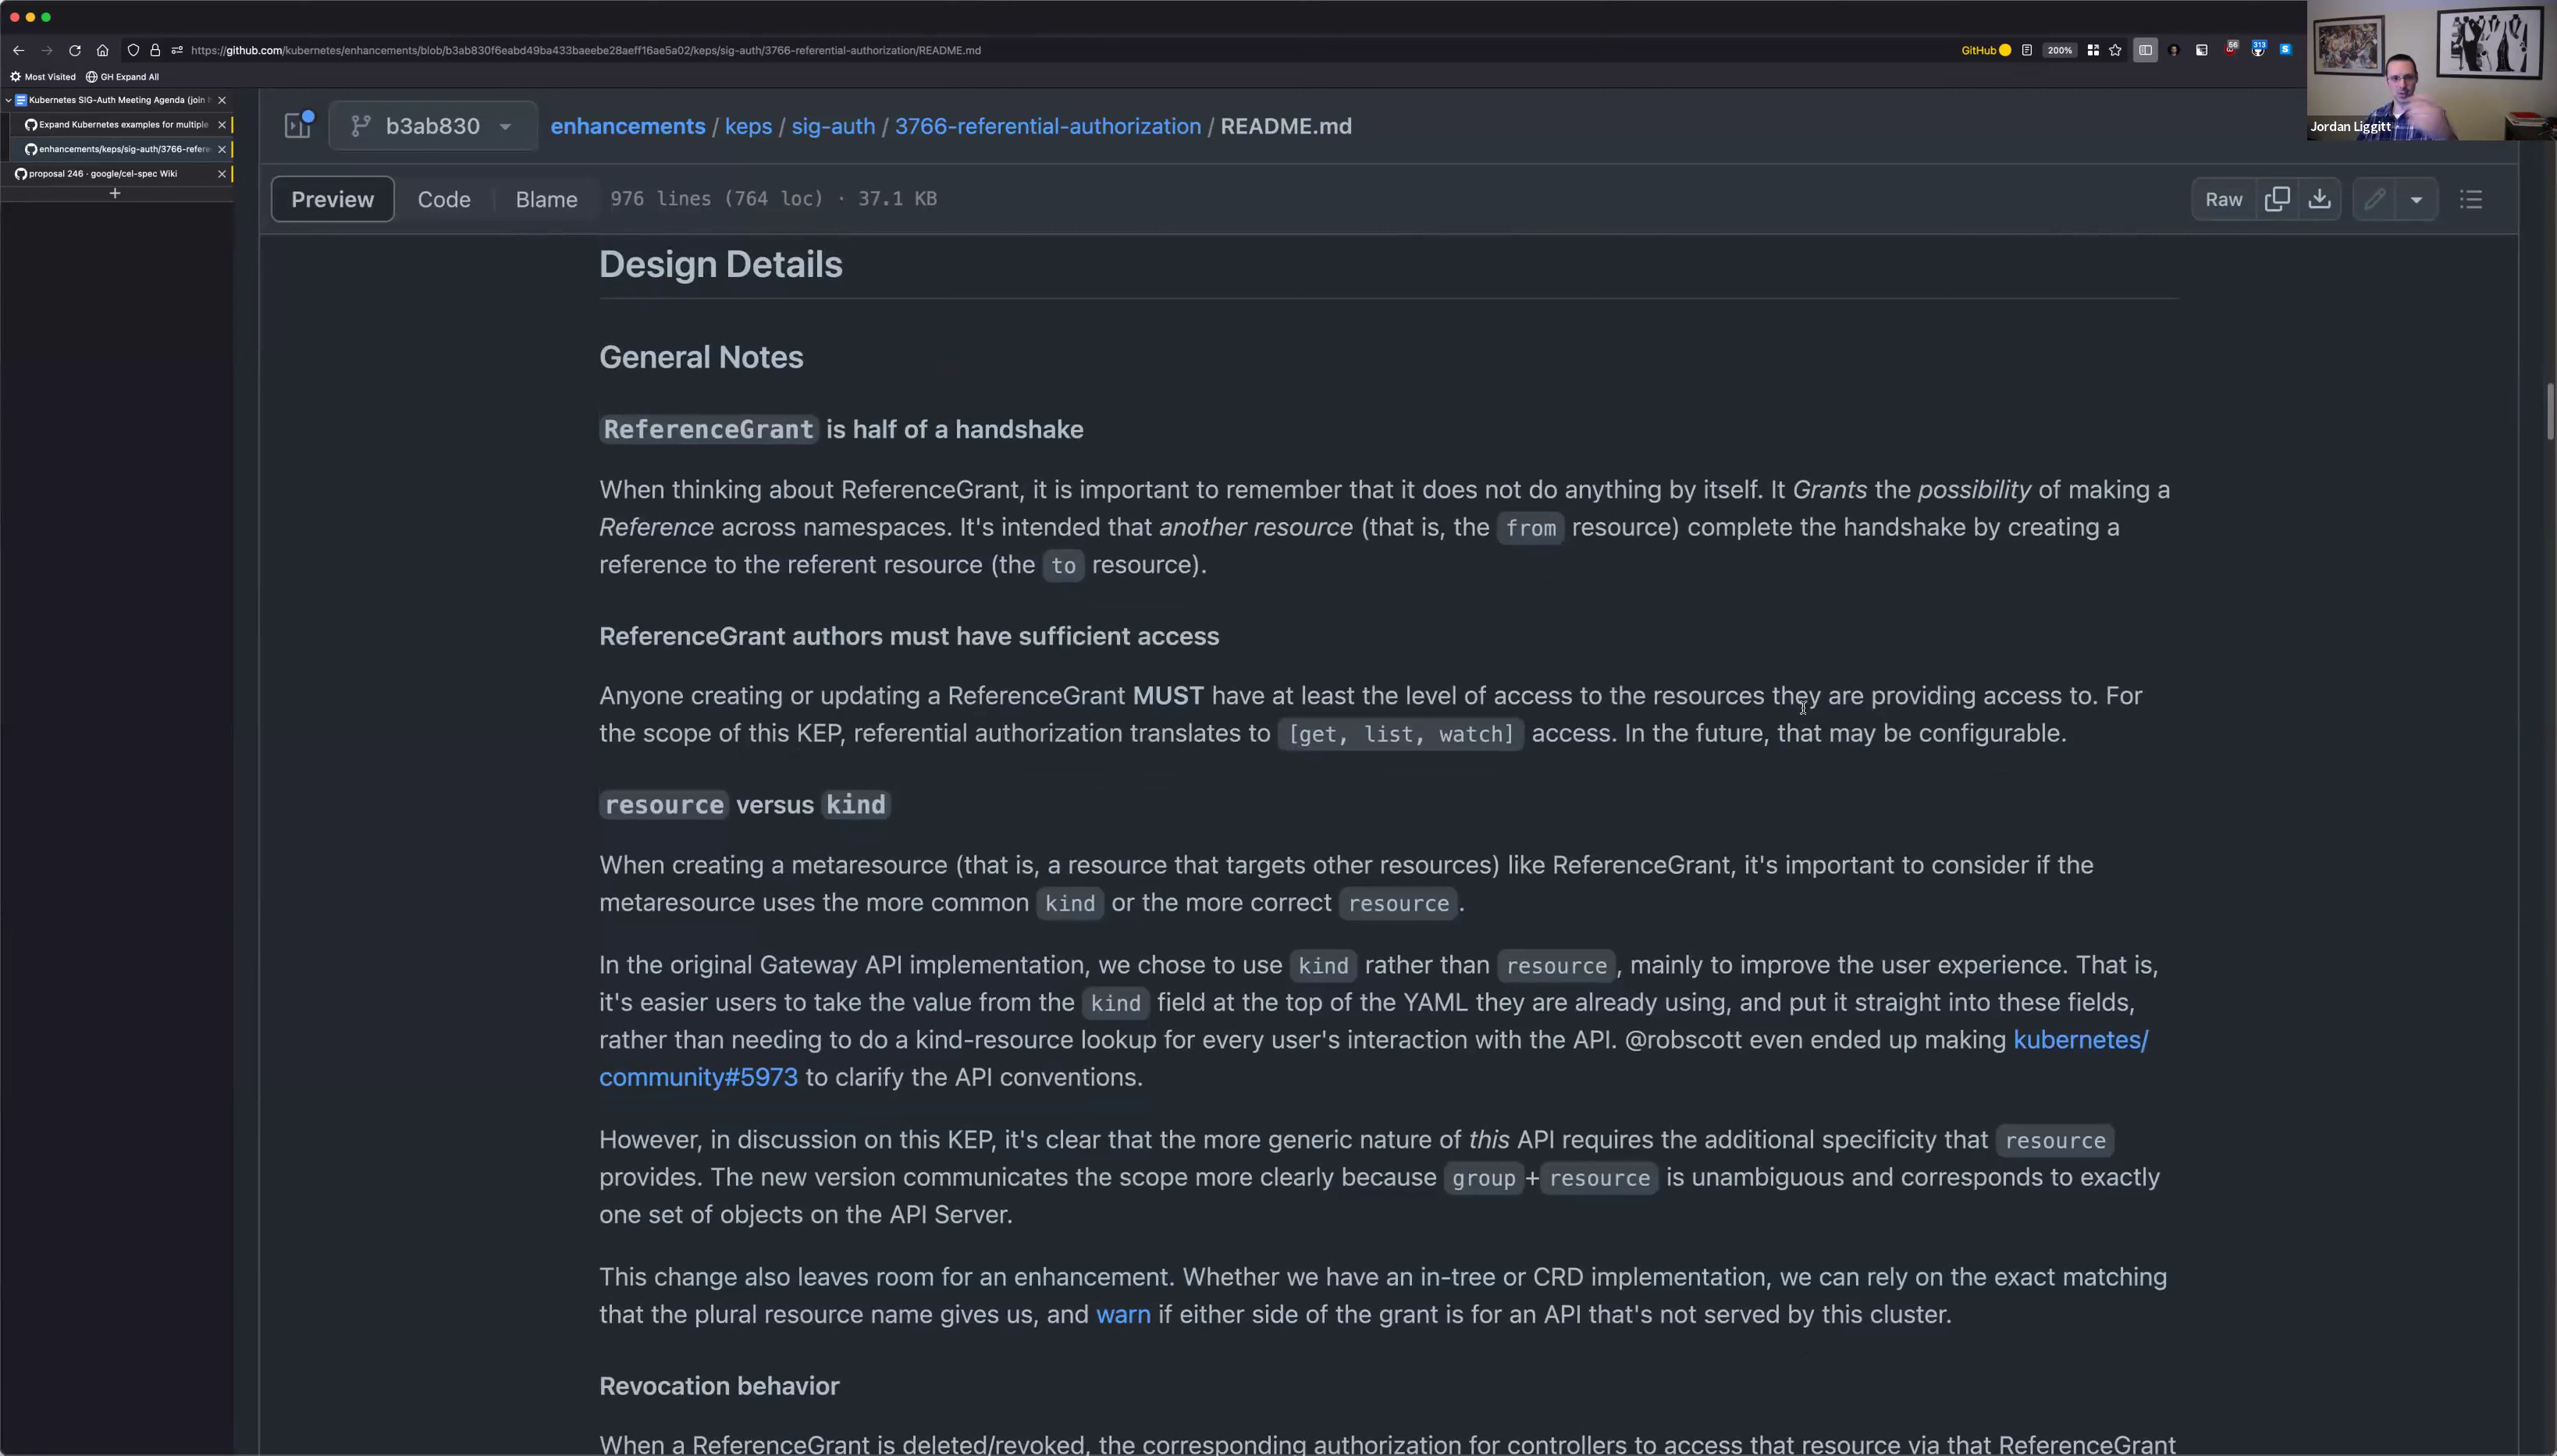 https://github.com/kubernetes/enhancements/blob/b3ab830f6eabd49ba433baeebe28aeff16ae5a02/keps/sig-auth/3766-referential-authorization/README.md
GitHub
200%
56
313
Most Visited
GH Expand All
Kubernetes SIG-Auth Meeting Agenda (join
Expand Kubernetes examples for multiple
enhancements/keps/sig-auth/3766-refere
proposal 246 · google/cel-spec Wiki
Jordan Liggitt
b3ab830
enhancements / keps / sig-auth / 3766-referential-authorization / README.md
Preview Code Blame 976 lines (764 loc) · 37.1 KB
Raw
Design Details
General Notes
ReferenceGrant is half of a handshake
When thinking about ReferenceGrant, it is important to remember that it does not do anything by itself. It Grants the possibility of making a
Reference across namespaces. It's intended that another resource (that is, the from resource) complete the handshake by creating a
reference to the referent resource (the to resource).
ReferenceGrant authors must have sufficient access
Anyone creating or updating a ReferenceGrant MUST have at least the level of access to the resources they are providing access to. For
the scope of this KEP, referential authorization translates to [get, list, watch] access. In the future, that may be configurable.
resource versus kind
When creating a metaresource (that is, a resource that targets other resources) like ReferenceGrant, it's important to consider if the
metaresource uses the more common kind or the more correct resource.
In the original Gateway API implementation, we chose to use kind rather than resource, mainly to improve the user experience. That is,
it's easier users to take the value from the kind field at the top of the YAML they are already using, and put it straight into these fields,
rather than needing to do a kind-resource lookup for every user's interaction with the API. @robscott even ended up making kubernetes/
community#5973 to clarify the API conventions.
However, in discussion on this KEP, it's clear that the more generic nature of this API requires the additional specificity that resource
provides. The new version communicates the scope more clearly because group+resource is unambiguous and corresponds to exactly
one set of objects on the API Server.
This change also leaves room for an enhancement. Whether we have an in-tree or CRD implementation, we can rely on the exact matching
that the plural resource name gives us, and warn if either side of the grant is for an API that's not served by this cluster.
Revocation behavior
When a ReferenceGrant is deleted/revoked, the corresponding authorization for controllers to access that resource via that ReferenceGrant